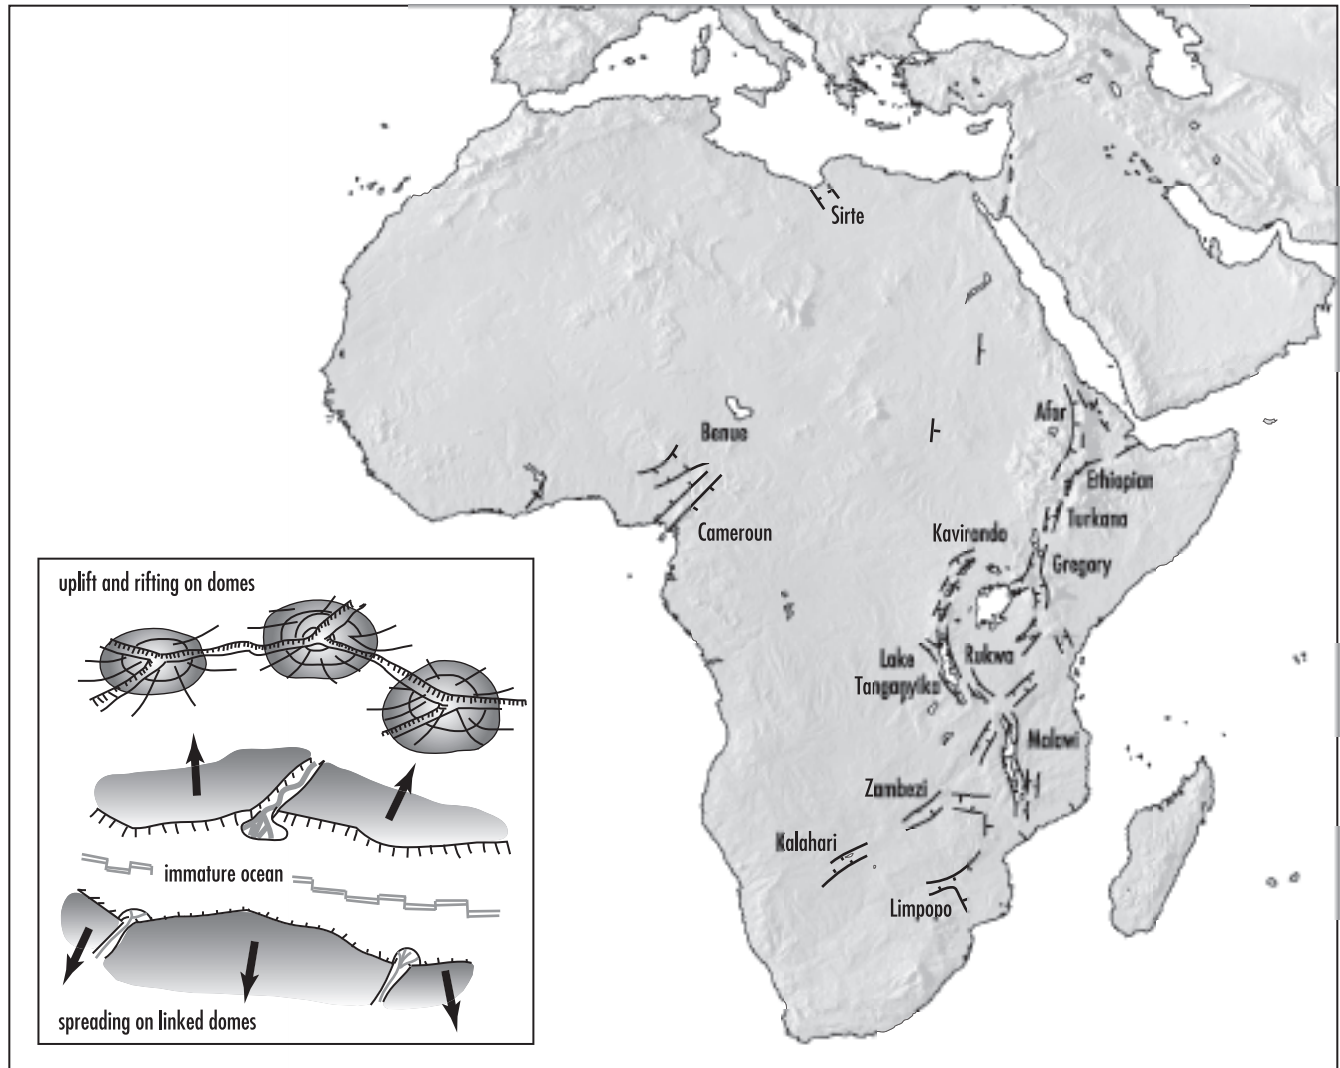 Sirte
Afar
Benue
Ethiopian
Turkana
Cameroun
Kavirondo
Gregory
uplift and rifting on domes
Lake
Tanganyika
Rukwa
Malawi
Zambezi
Kalahari
immature ocean
Limpopo
spreading on linked domes